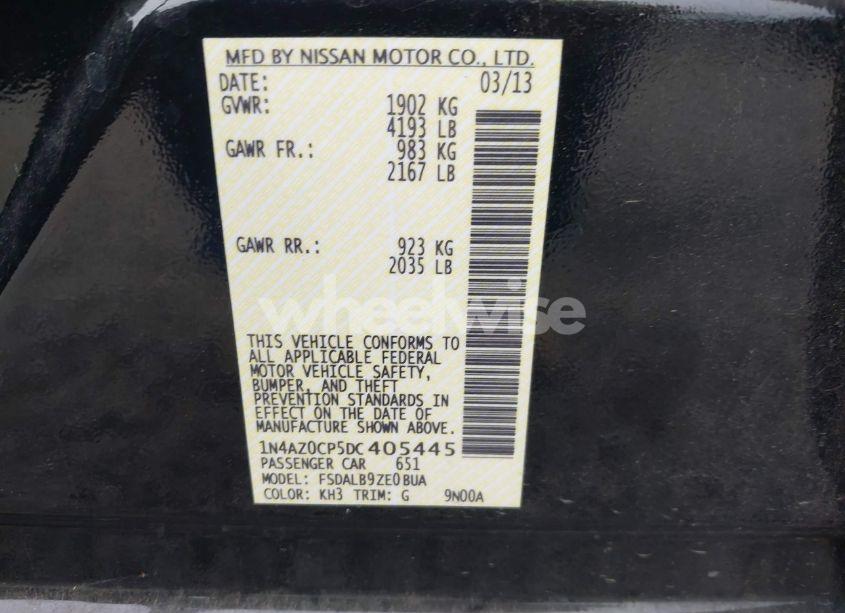 MFD BY NISSAN MOTOR CO., LTD.
DATE: 03/13
GVWR: 1902 KG
4193 LB
GAWR FR.: 983 KG
2167 LB
GAWR RR.: 923 KG
2035 LB
wheelwise
THIS VEHICLE CONFORMS TO
ALL APPLICABLE FEDERAL
MOTOR VEHICLE SAFETY,
BUMPER, AND THEFT
PREVENTION STANDARDS IN
EFFECT ON THE DATE OF
MANUFACTURE SHOWN ABOVE.
1N4AZ0CP5DC405445
PASSENGER CAR 651
MODEL: FSDALB9ZE0BUA
COLOR: KH3 TRIM: G 9N00A